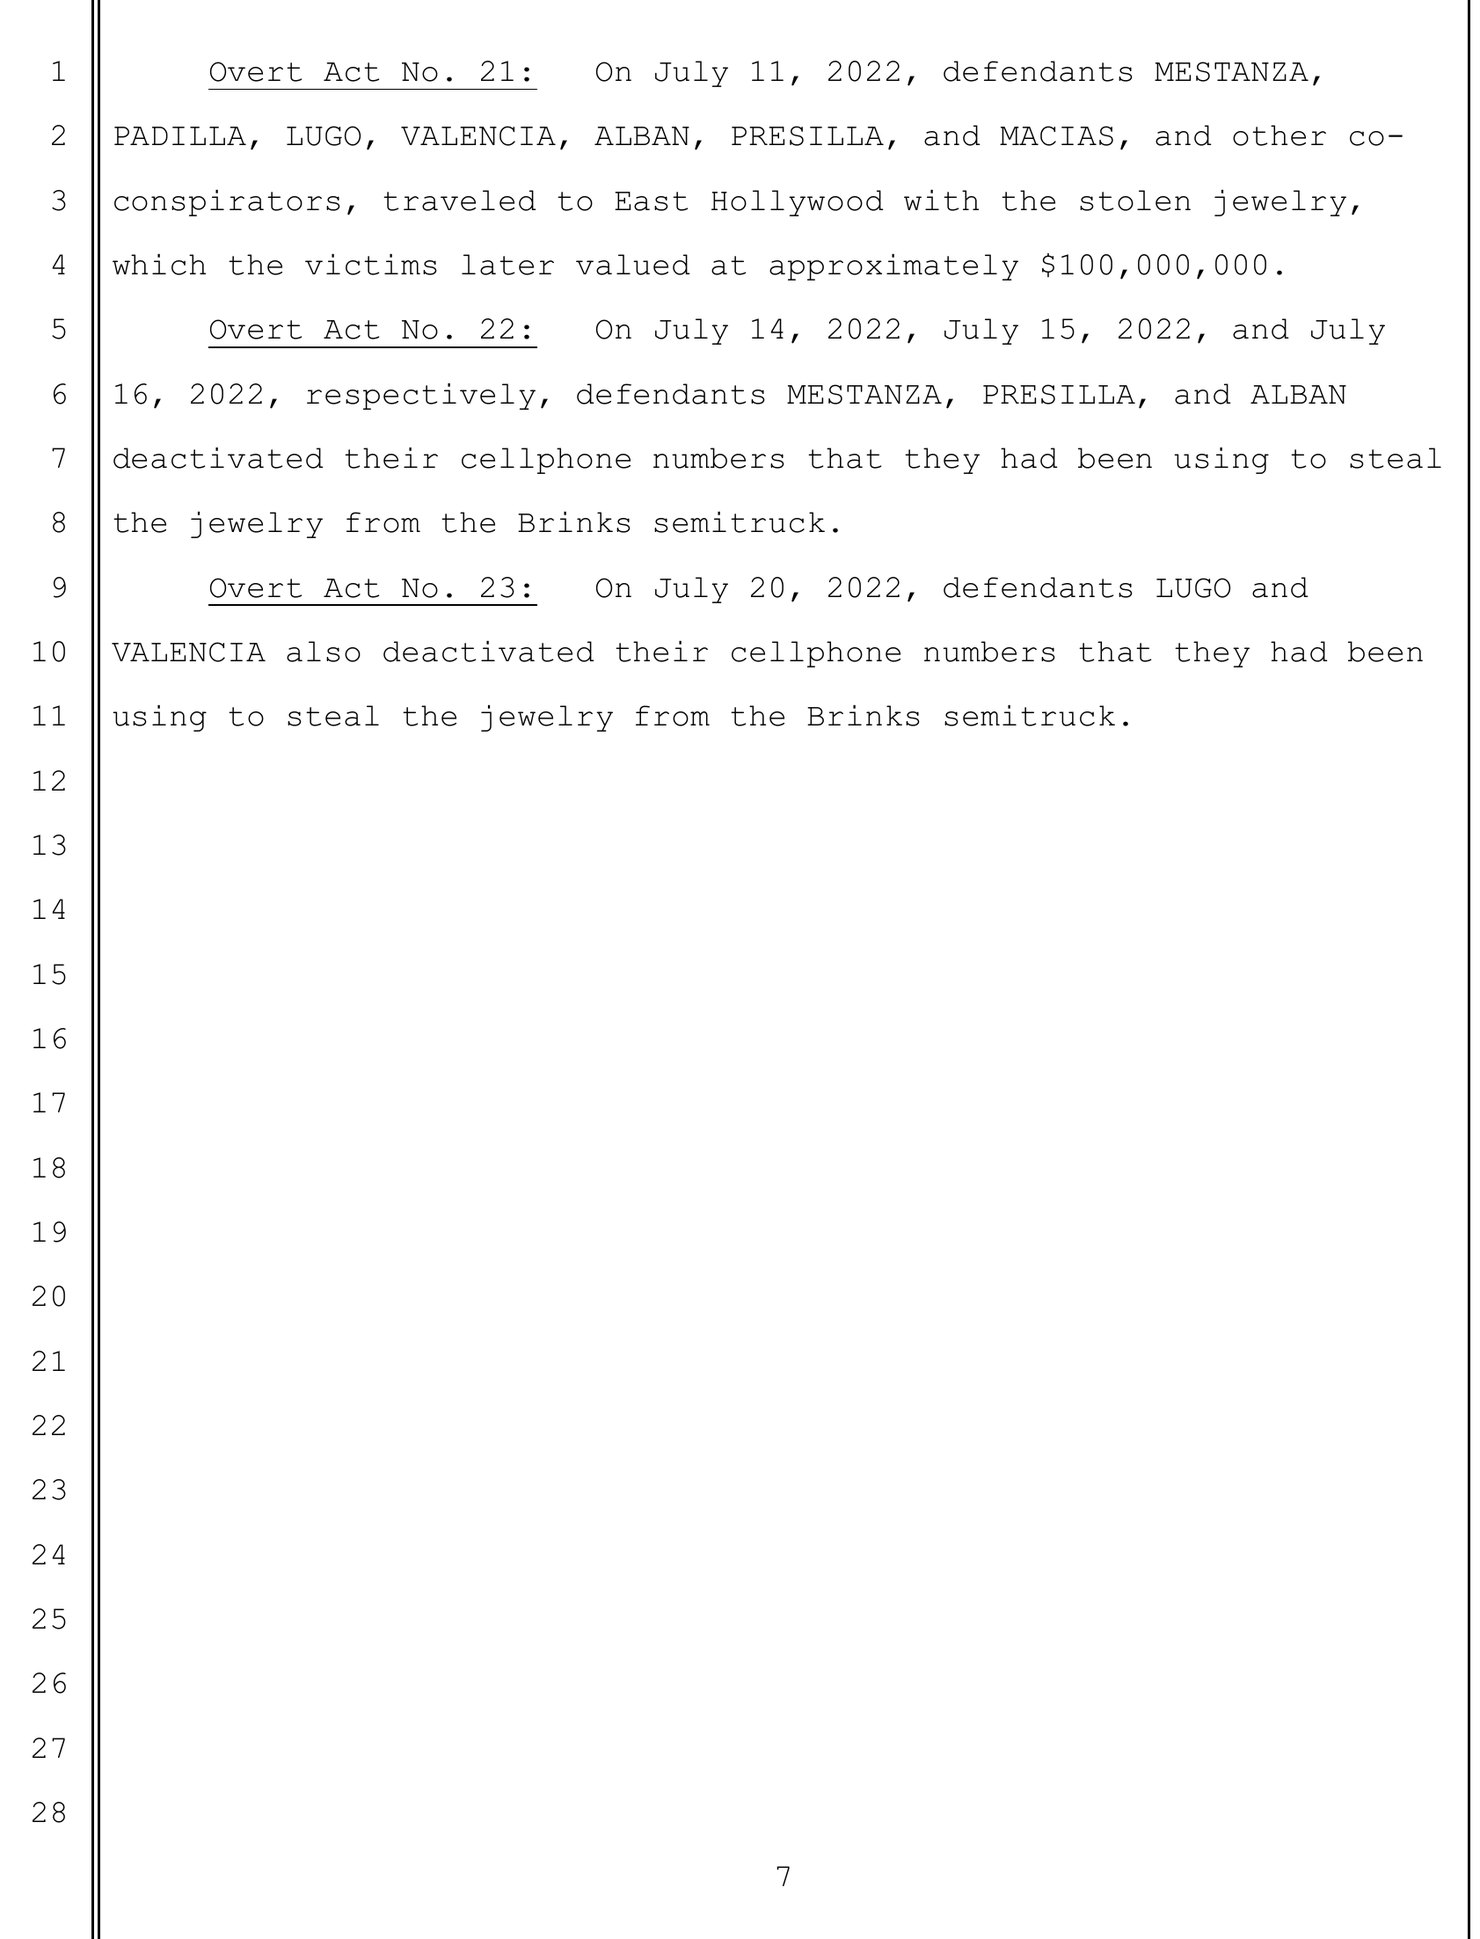 1 Overt Act No. 21: On July 11, 2022, defendants MESTANZA,
2 PADILLA, LUGO, VALENCIA, ALBAN, PRESILLA, and MACIAS, and other co-
3 conspirators, traveled to East Hollywood with the stolen jewelry,
4 which the victims later valued at approximately $100,000,000.
5 Overt Act No. 22: On July 14, 2022, July 15, 2022, and July
6 16, 2022, respectively, defendants MESTANZA, PRESILLA, and ALBAN
7 deactivated their cellphone numbers that they had been using to steal
8 the jewelry from the Brinks semitruck.
9 Overt Act No. 23: On July 20, 2022, defendants LUGO and
10 VALENCIA also deactivated their cellphone numbers that they had been
11 using to steal the jewelry from the Brinks semitruck.
12
13
14
15
16
17
18
19
20
21
22
23
24
25
26
27
28
7